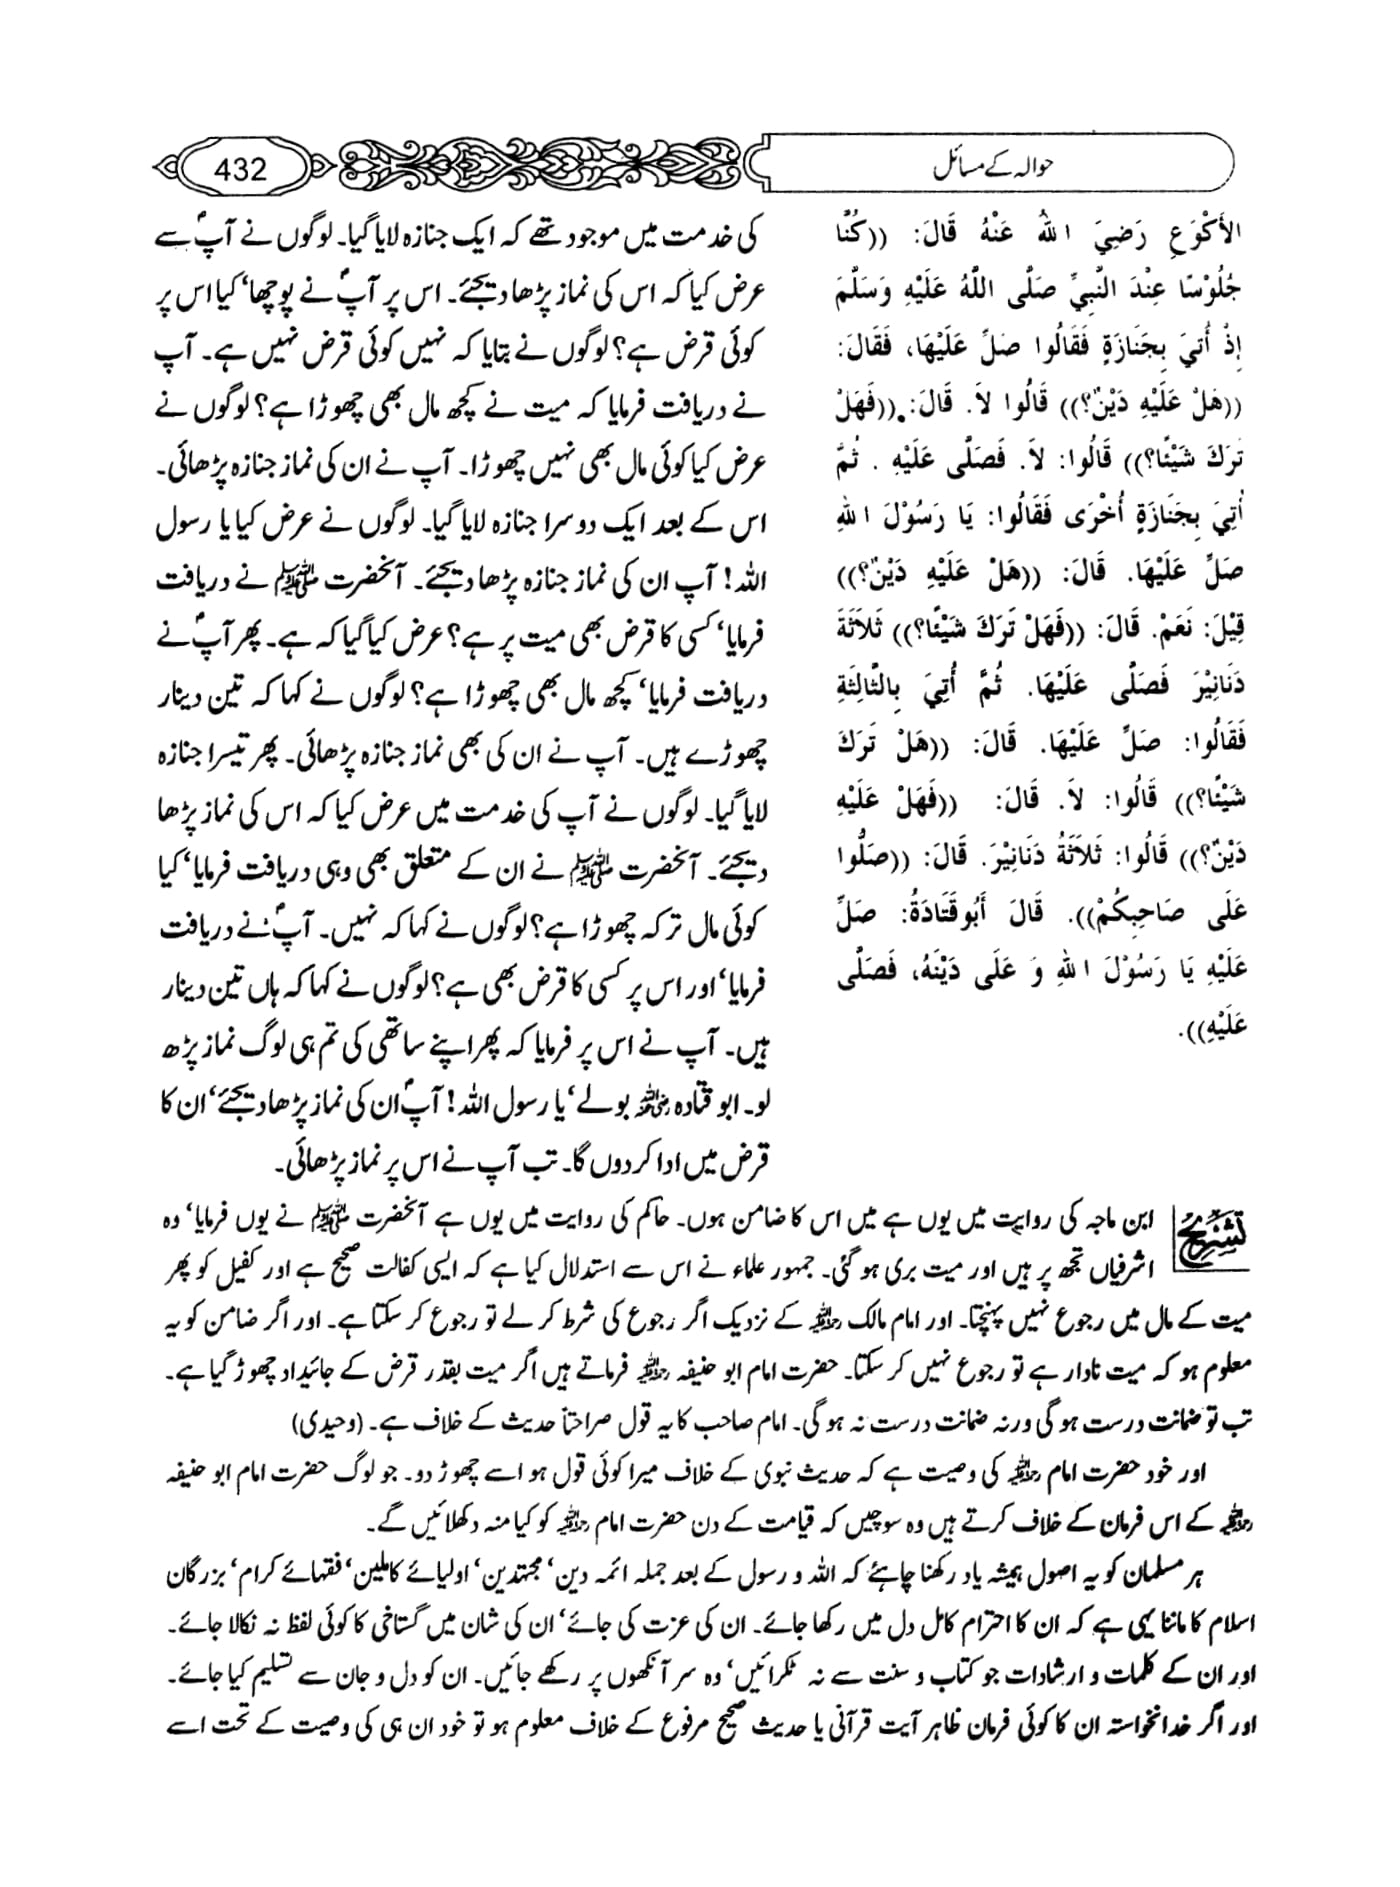 حوالہ کے مسائل
432
الأَكْوَعِ رَضِيَ اللهُ عَنْهُ قَالَ: ((كُنَّا
جُلُوْسًا عِنْدَ النَّبِيِّ صَلَّى اللَّهُ عَلَيْهِ وَسَلَّمَ
إِذْ أُتِيَ بِجَنَازَةٍ فَقَالُوا صَلِّ عَلَيْهَا، فَقَالَ:
((هَلْ عَلَيْهِ دَيْنٌ؟)) قَالُوا لاَ. قَالَ: ((فَهَلْ
تَرَكَ شَيْئًا؟)) قَالُوا: لاَ. فَصَلَّى عَلَيْهِ . ثُمَّ
أُتِيَ بِجَنَازَةٍ أُخْرَى فَقَالُوا: يَا رَسُوْلَ اللهِ
صَلِّ عَلَيْهَا. قَالَ: ((هَلْ عَلَيْهِ دَيْنٌ؟))
قِيْلَ: نَعَمْ. قَالَ: ((فَهَلْ تَرَكَ شَيْئًا؟)) ثَلاَثَةَ
دَنَانِيْرَ فَصَلَّى عَلَيْهَا. ثُمَّ أُتِيَ بِالثَّالِثَةِ
فَقَالُوا: صَلِّ عَلَيْهَا. قَالَ: ((هَلْ تَرَكَ
شَيْئًا؟)) قَالُوا: لاَ. قَالَ: ((فَهَلْ عَلَيْهِ
دَيْنٌ؟)) قَالُوا: ثَلاَثَةُ دَنَانِيْرَ. قَالَ: ((صَلُّوا
عَلَى صَاحِبِكُمْ)). قَالَ أَبُو قَتَادَةُ: صَلِّ
عَلَيْهِ يَا رَسُوْلَ اللهِ وَ عَلَى دَيْنَهُ، فَصَلَّى
عَلَيْهِ)).
کی خدمت میں موجود تھے کہ ایک جنازہ لایا گیا۔ لوگوں نے آپؐ سے
عرض کیا کہ اس کی نماز پڑھا دیجئے۔ اس پر آپؐ نے پوچھا‘ کیا اس پر
کوئی قرض ہے؟ لوگوں نے بتایا کہ نہیں کوئی قرض نہیں ہے۔ آپ
نے دریافت فرمایا کہ میت نے کچھ مال بھی چھوڑا ہے؟ لوگوں نے
عرض کیا کوئی مال بھی نہیں چھوڑا۔ آپ نے ان کی نماز جنازہ پڑھائی۔
اس کے بعد ایک دوسرا جنازہ لایا گیا۔ لوگوں نے عرض کیا یا رسول
اللہ! آپ ان کی نماز جنازہ پڑھا دیجئے۔ آنحضرت ﷺ نے دریافت
فرمایا‘ کسی کا قرض بھی میت پر ہے؟ عرض کیا گیا کہ ہے۔ پھر آپؐ نے
دریافت فرمایا‘ کچھ مال بھی چھوڑا ہے؟ لوگوں نے کہا کہ تین دینار
چھوڑے ہیں۔ آپ نے ان کی بھی نماز جنازہ پڑھائی۔ پھر تیسرا جنازہ
لایا گیا۔ لوگوں نے آپ کی خدمت میں عرض کیا کہ اس کی نماز پڑھا
دیجئے۔ آنحضرت ﷺ نے ان کے متعلق بھی وہی دریافت فرمایا‘ کیا
کوئی مال ترکہ چھوڑا ہے؟ لوگوں نے کہا کہ نہیں۔ آپؐ نے دریافت
فرمایا‘ اور اس پر کسی کا قرض بھی ہے؟ لوگوں نے کہا کہ ہاں تین دینار
ہیں۔ آپ نے اس پر فرمایا کہ پھر اپنے ساتھی کی تم ہی لوگ نماز پڑھ
لو۔ ابو قتادہ رضی اللہ عنہ بولے‘ یا رسول اللہ! آپؐ ان کی نماز پڑھا دیجئے‘ ان کا
قرض میں ادا کر دوں گا۔ تب آپ نے اس پر نماز پڑھائی۔
تشریح ابن ماجہ کی روایت میں یوں ہے میں اس کا ضامن ہوں۔ حاکم کی روایت میں یوں ہے آنحضرت ﷺ نے یوں فرمایا‘ وہ
اشرفیاں تجھ پر ہیں اور میت بری ہو گئی۔ جمہور علماء نے اس سے استدلال کیا ہے کہ ایسی کفالت صحیح ہے اور کفیل کو پھر
میت کے مال میں رجوع نہیں پہنچتا۔ اور امام مالک رحمۃ اللہ علیہ کے نزدیک اگر رجوع کی شرط کر لے تو رجوع کر سکتا ہے۔ اور اگر ضامن کو یہ
معلوم ہو کہ میت نادار ہے تو رجوع نہیں کر سکتا۔ حضرت امام ابو حنیفہ رحمۃ اللہ علیہ فرماتے ہیں اگر میت بقدر قرض کے جائیداد چھوڑ گیا ہے۔
تب تو ضمانت درست ہو گی ورنہ ضمانت درست نہ ہو گی۔ امام صاحب کا یہ قول صراحتاً حدیث کے خلاف ہے۔ (وحیدی)
اور خود حضرت امام رحمۃ اللہ علیہ کی وصیت ہے کہ حدیث نبوی کے خلاف میرا کوئی قول ہو اسے چھوڑ دو۔ جو لوگ حضرت امام ابو حنیفہ
رحمۃ اللہ علیہ کے اس فرمان کے خلاف کرتے ہیں وہ سوچیں کہ قیامت کے دن حضرت امام رحمۃ اللہ علیہ کو کیا منہ دکھلائیں گے۔
ہر مسلمان کو یہ اصول ہمیشہ یاد رکھنا چاہئے کہ اللہ و رسول کے بعد جملہ ائمہ دین‘ مجتہدین‘ اولیائے کاملین‘ فقہائے کرام‘ بزرگان
اسلام کا ماننا یہی ہے کہ ان کا احترام کامل دل میں رکھا جائے۔ ان کی عزت کی جائے‘ ان کی شان میں گستاخی کا کوئی لفظ نہ نکالا جائے۔
اور ان کے کلمات و ارشادات جو کتاب و سنت سے نہ ٹکرائیں‘ وہ سر آنکھوں پر رکھے جائیں۔ ان کو دل و جان سے تسلیم کیا جائے۔
اور اگر خدانخواستہ ان کا کوئی فرمان ظاہر آیت قرآنی یا حدیث صحیح مرفوع کے خلاف معلوم ہو تو خود ان ہی کی وصیت کے تحت اسے